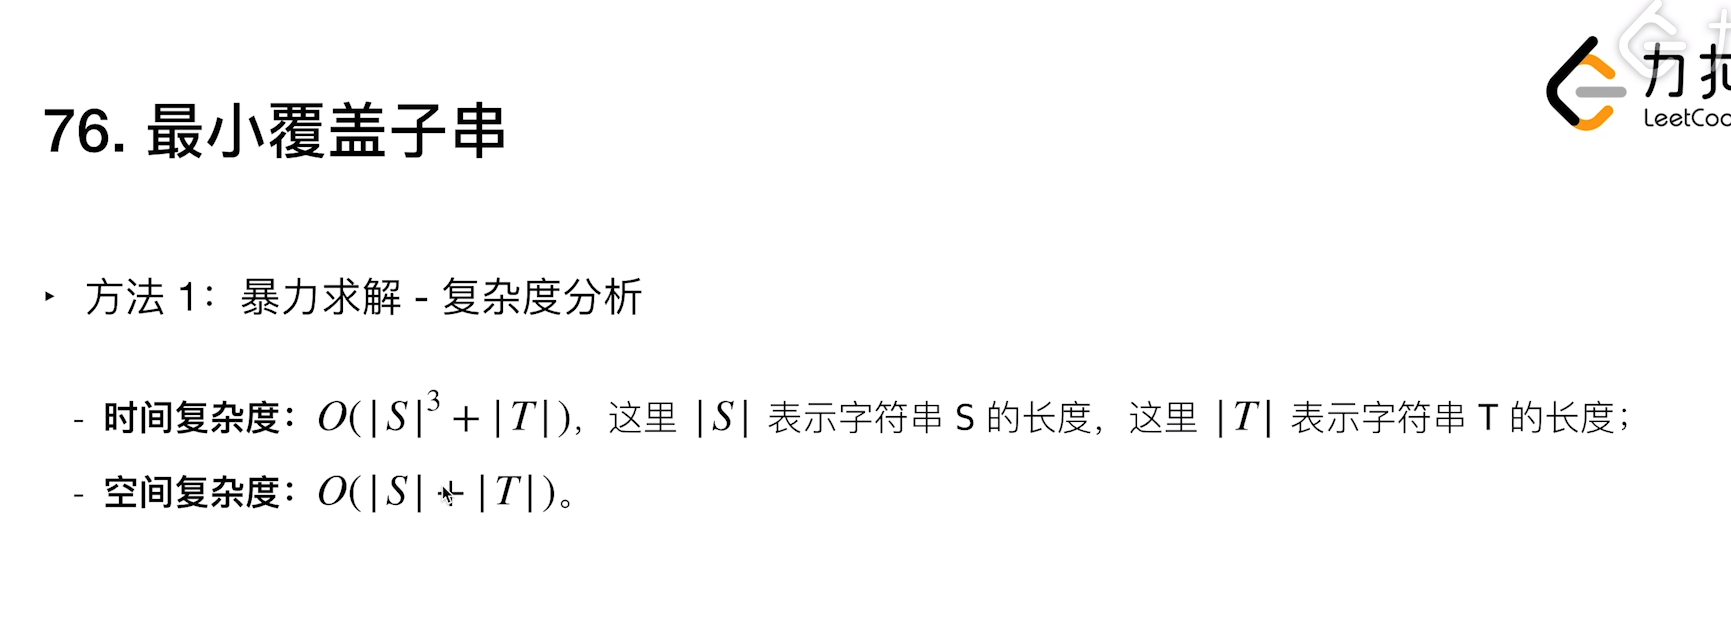 力扣
LeetCode
76. 最小覆盖子串
‣ 方法 1：暴力求解 - 复杂度分析
- 时间复杂度：O(|S|³ + |T|)，这里 |S| 表示字符串 S 的长度，这里 |T| 表示字符串 T 的长度；
- 空间复杂度：O(|S| + |T|)。